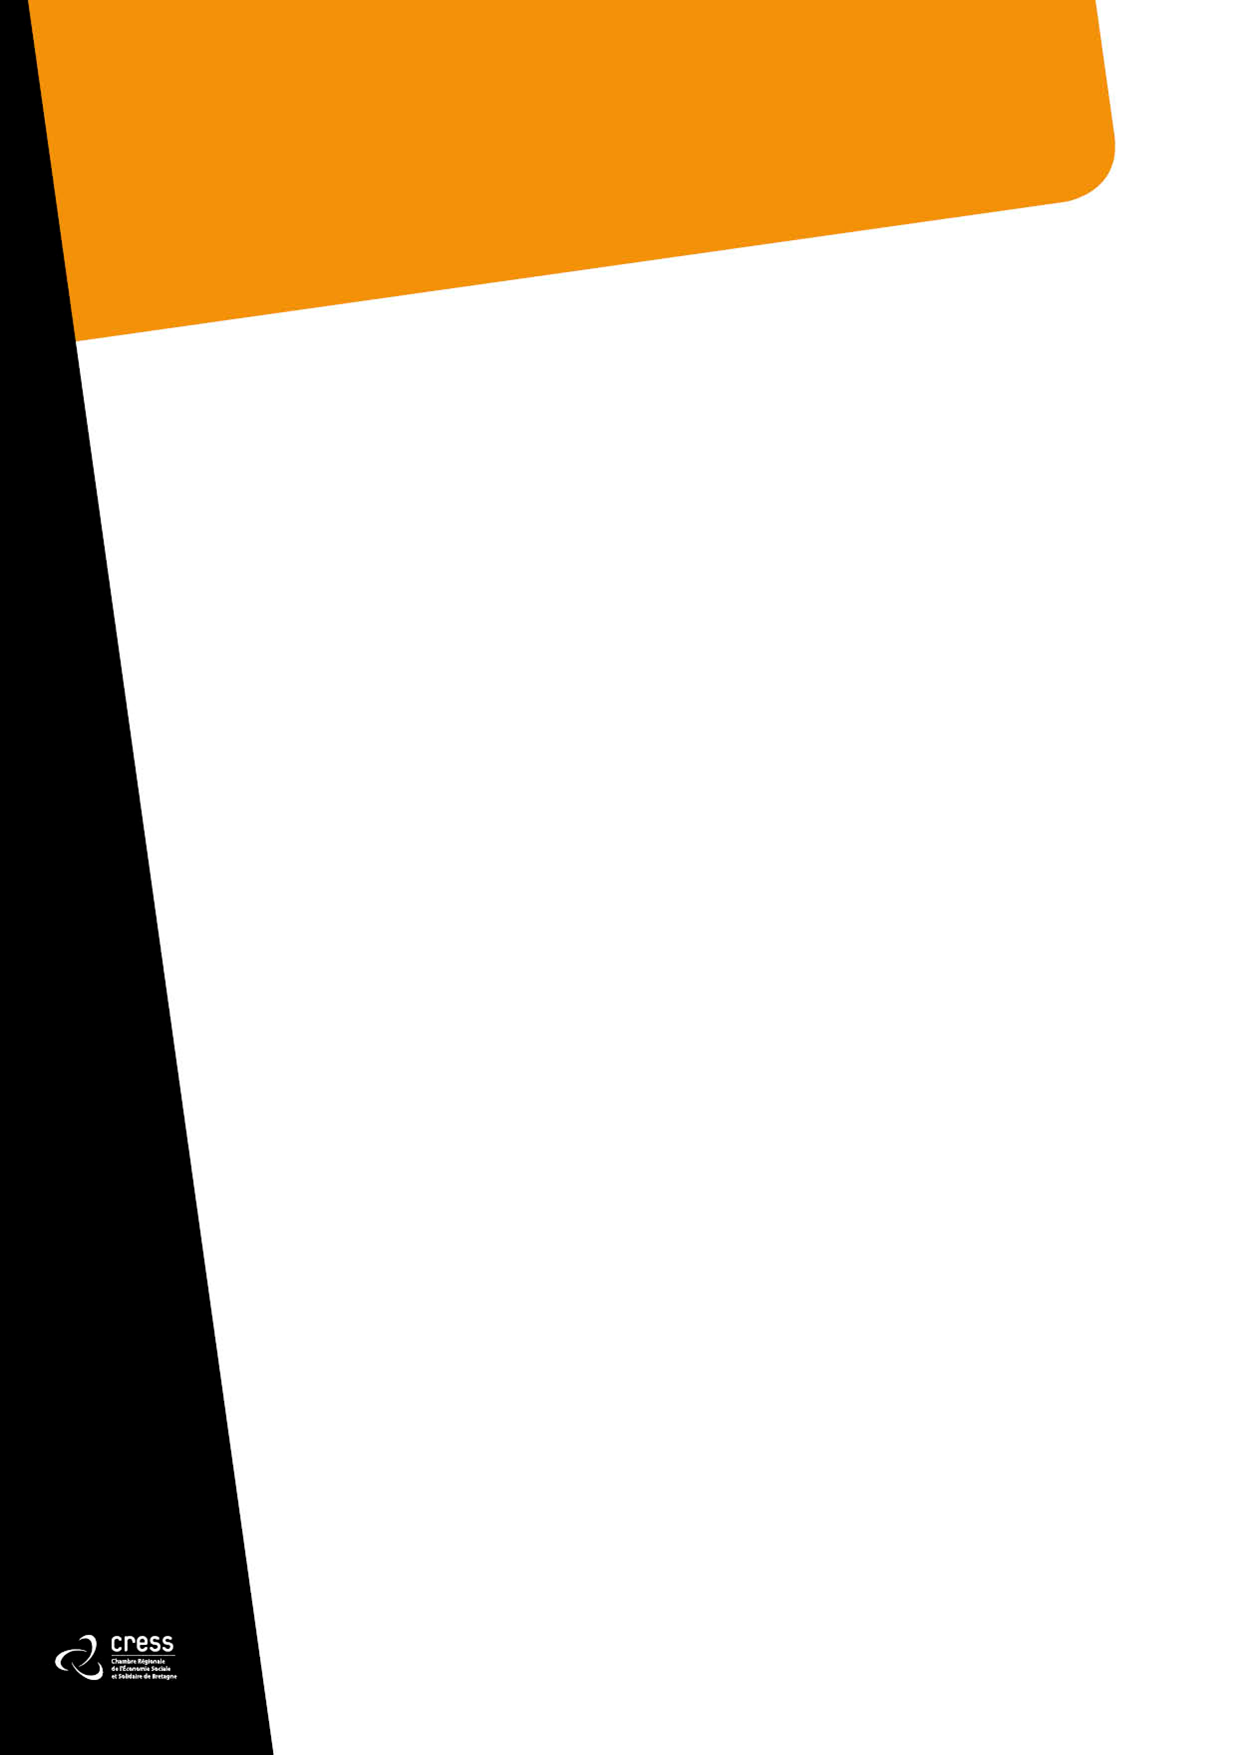 cress
Chambre Régionale
de l'Économie Sociale
et Solidaire de Bretagne